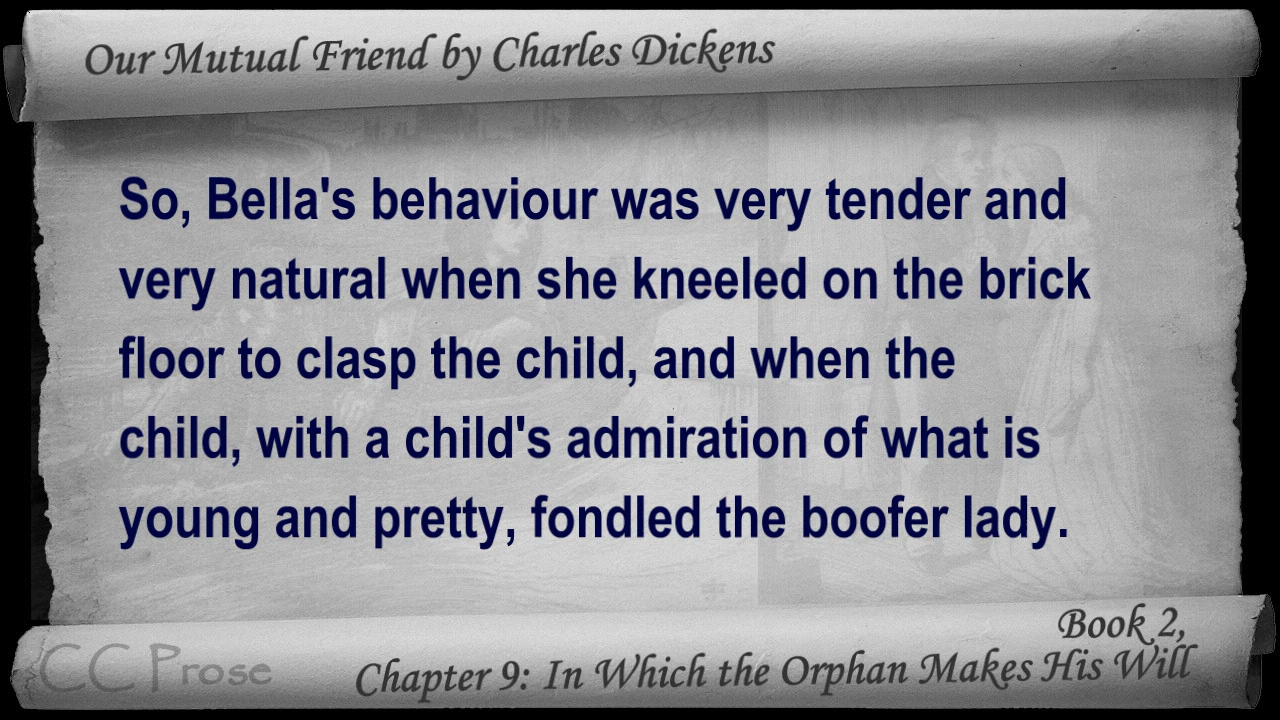 Our Mutual Friend by Charles Dickens
So, Bella's behaviour was very tender and
very natural when she kneeled on the brick
floor to clasp the child, and when the
child, with a child's admiration of what is
young and pretty, fondled the boofer lady.
Book 2,
Chapter 9: In Which the Orphan Makes His Will
CC Prose